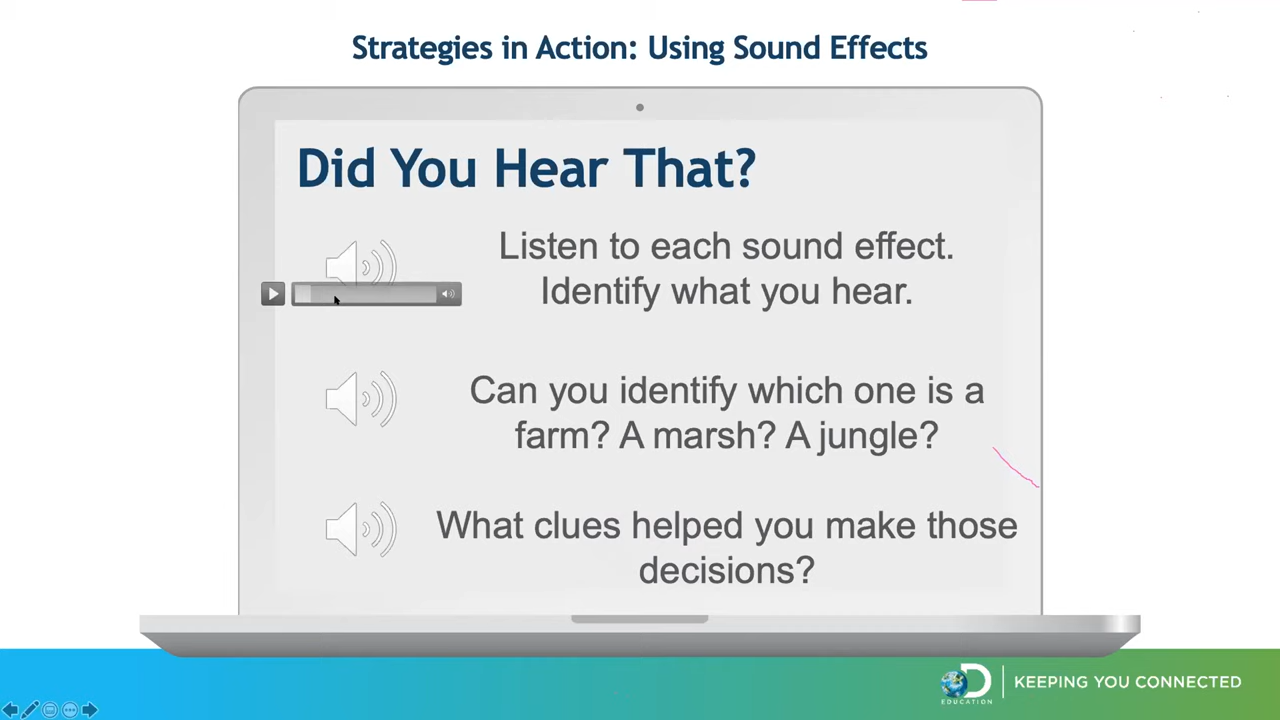 Strategies in Action: Using Sound Effects
Did You Hear That?
Listen to each sound effect.
Identify what you hear.
Can you identify which one is a
farm? A marsh? A jungle?
What clues helped you make those
decisions?
D
EDUCATION
KEEPING YOU CONNECTED